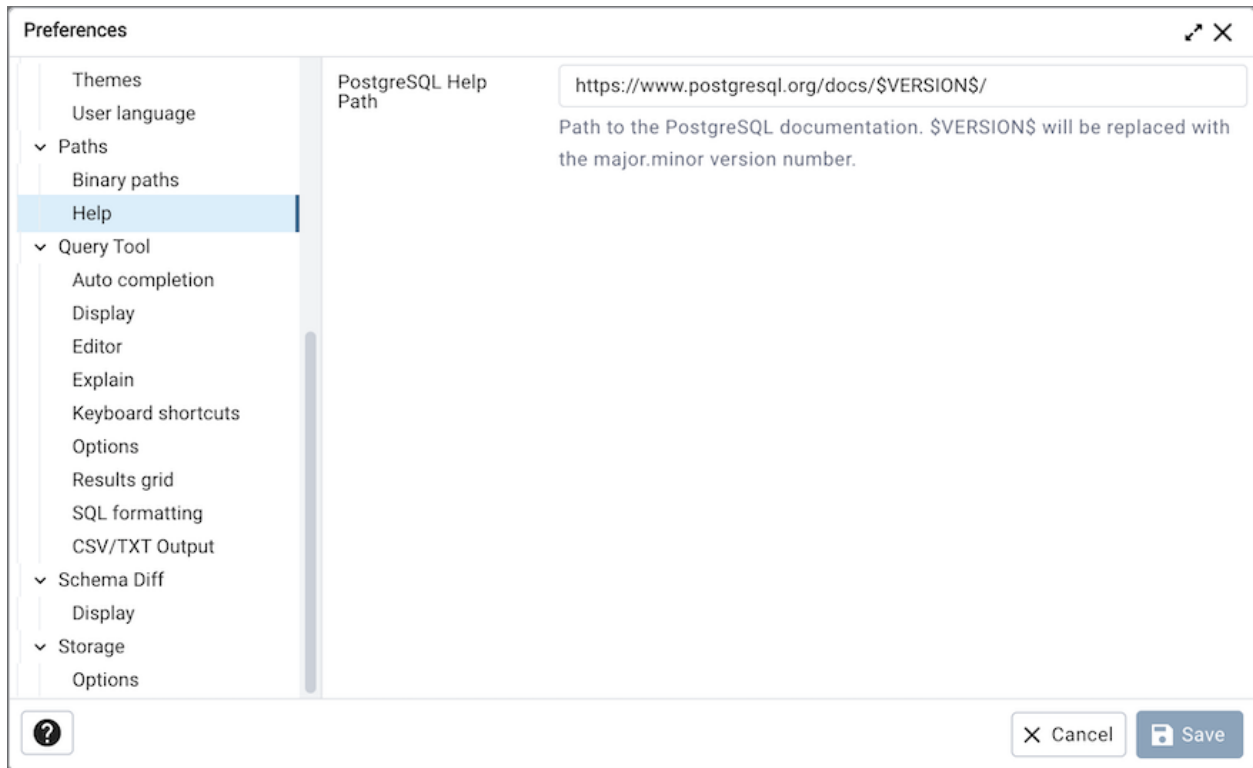 Preferences
Themes
User language
Paths
Binary paths
Help
Query Tool
Auto completion
Display
Editor
Explain
Keyboard shortcuts
Options
Results grid
SQL formatting
CSV/TXT Output
Schema Diff
Display
Storage
Options
PostgreSQL Help
Path
https://www.postgresql.org/docs/$VERSION$/
Path to the PostgreSQL documentation. $VERSION$ will be replaced with
the major.minor version number.
?
Cancel
Save